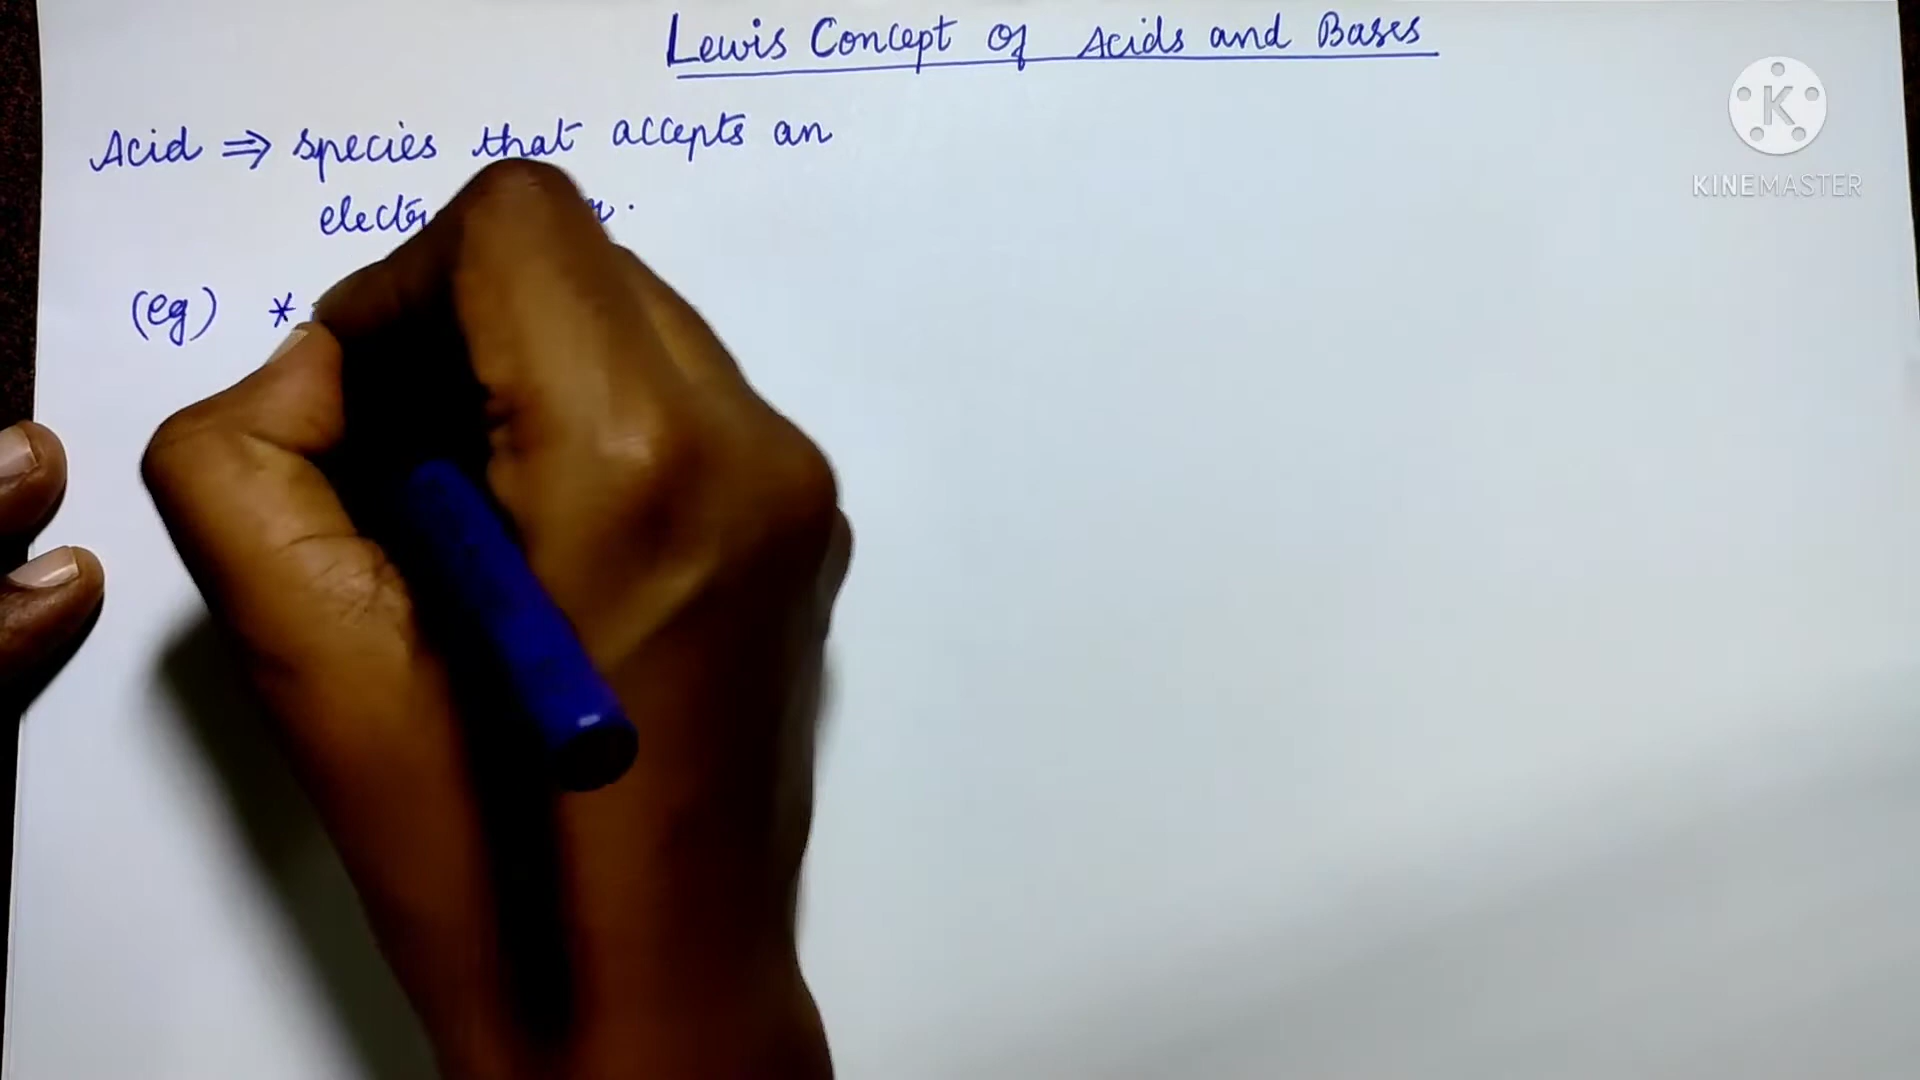 Lewis Concept of Acids and Bases
K
KINEMASTER
Acid ⇒ species that accepts an
(eg) *